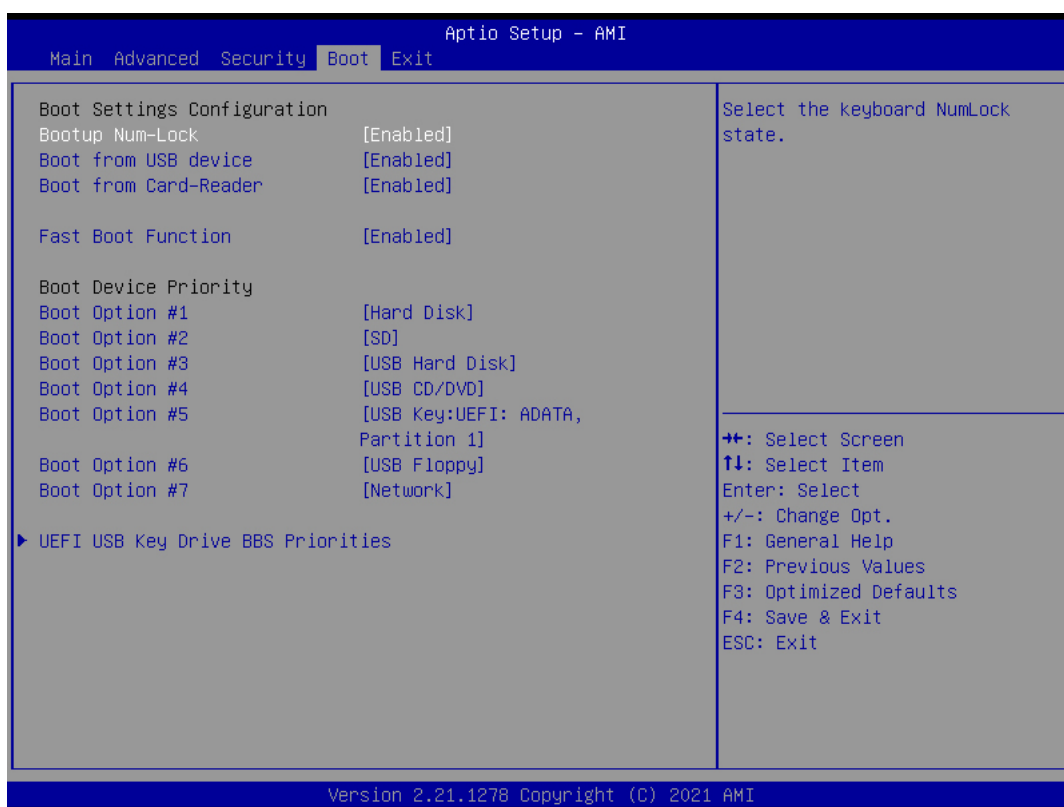 Aptio Setup – AMI
Main Advanced Security Boot Exit
Boot Settings Configuration
Bootup Num-Lock [Enabled]
Boot from USB device [Enabled]
Boot from Card-Reader [Enabled]
Fast Boot Function [Enabled]
Boot Device Priority
Boot Option #1 [Hard Disk]
Boot Option #2 [SD]
Boot Option #3 [USB Hard Disk]
Boot Option #4 [USB CD/DVD]
Boot Option #5 [USB Key:UEFI: ADATA,
Partition 1]
Boot Option #6 [USB Floppy]
Boot Option #7 [Network]
▶ UEFI USB Key Drive BBS Priorities
Select the keyboard NumLock
state.
→←: Select Screen
↑↓: Select Item
Enter: Select
+/-: Change Opt.
F1: General Help
F2: Previous Values
F3: Optimized Defaults
F4: Save & Exit
ESC: Exit
Version 2.21.1278 Copyright (C) 2021 AMI